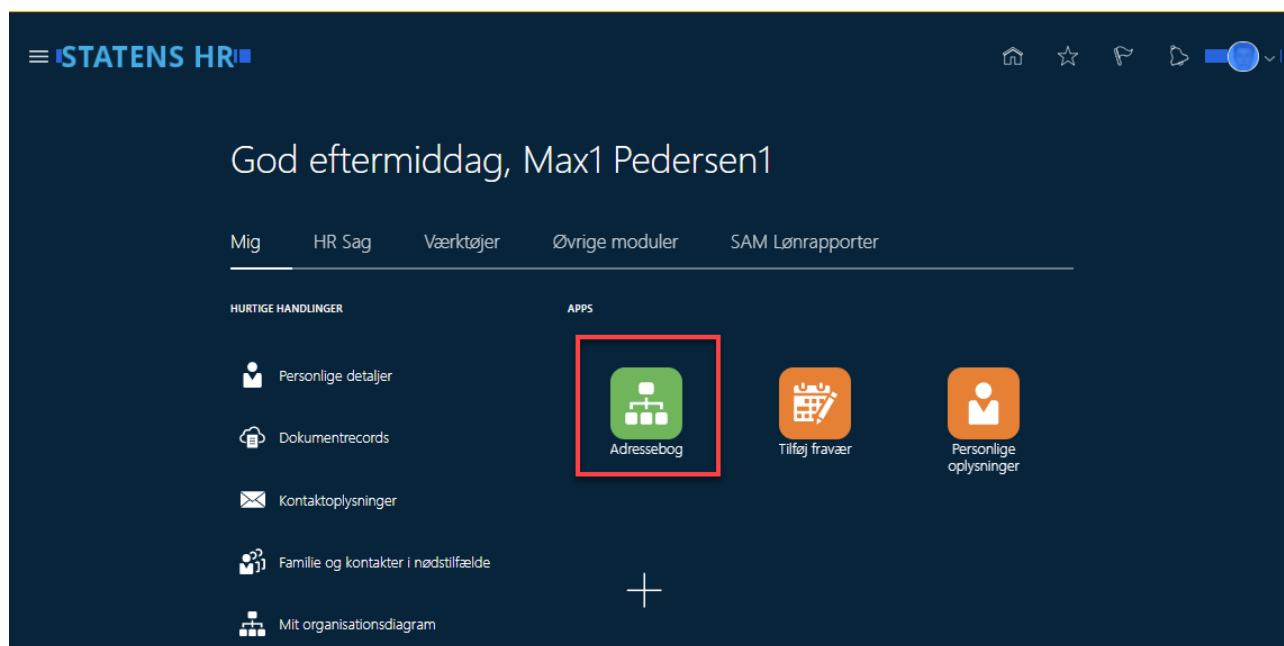 STATENS HR
God eftermiddag, Max1 Pedersen1
Mig HR Sag Værktøjer Øvrige moduler SAM Lønrapporter
HURTIGE HANDLINGER
Personlige detaljer
Dokumentrecords
Kontaktoplysninger
Familie og kontakter i nødstilfælde
Mit organisationsdiagram
APPS
Adressebog
Tilføj fravær
Personlige
oplysninger